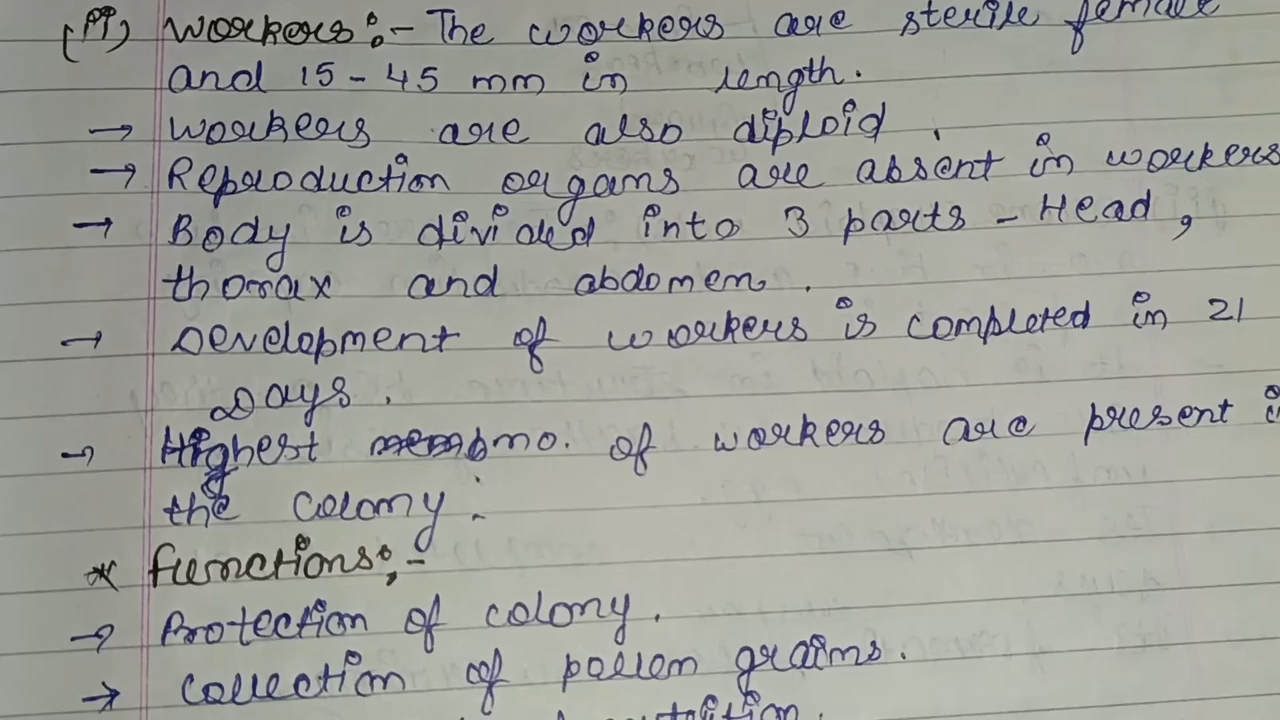 (ii) workers:- The workers are sterile female
and 15-45 mm in length.
→ workers are also diploid.
→ Reproduction organs are absent in workers
→ Body is divided into 3 parts - Head,
thorax and abdomen.
→ Development of workers is completed in 21
Days.
→ Highest no. of workers are present i
the colony.
* functions:-
→ Protection of colony.
→ collection of pollen grains.